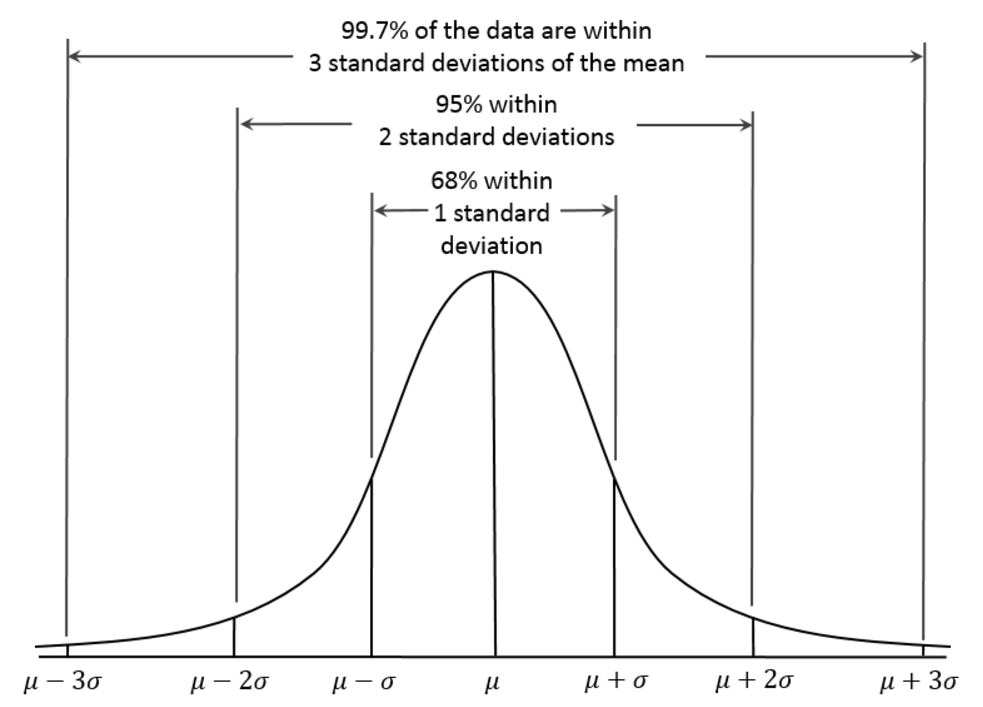 99.7% of the data are within
3 standard deviations of the mean
95% within
2 standard deviations
68% within
1 standard
deviation
μ − 3σ
μ − 2σ
μ − σ
μ
μ + σ
μ + 2σ
μ + 3σ